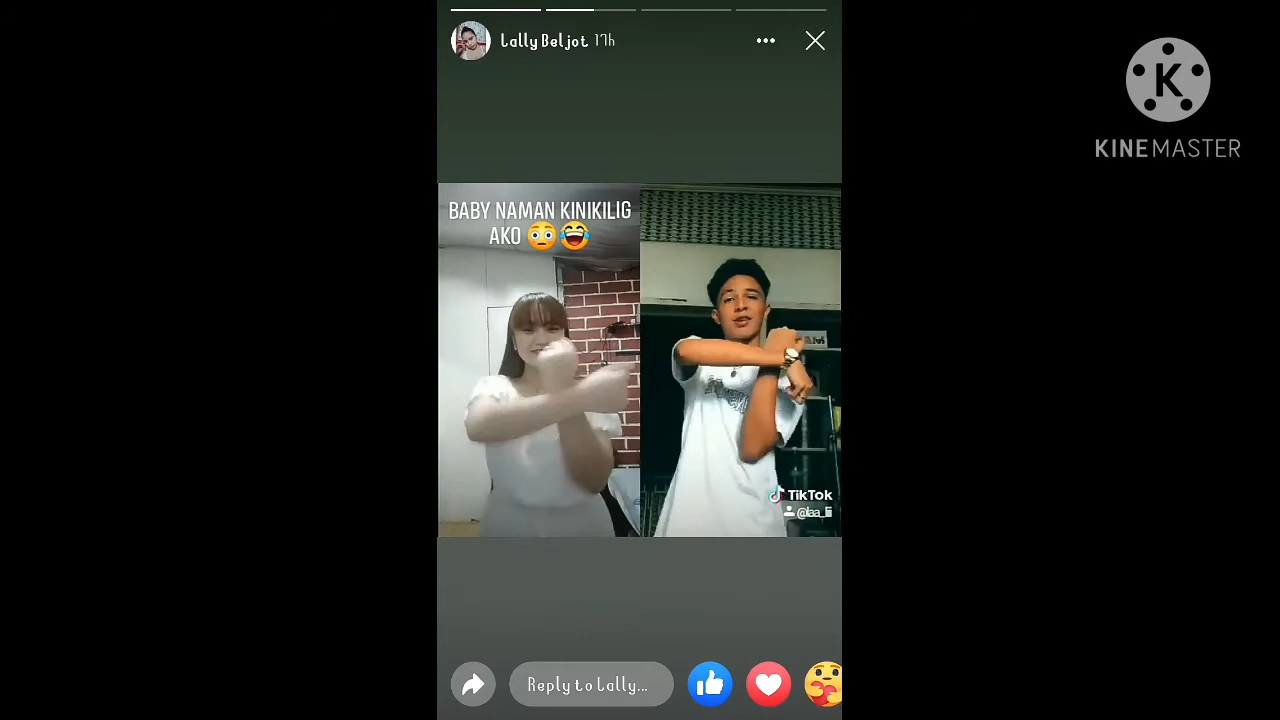 Lally Beljot 17h
KINEMASTER
BABY NAMAN KINIKILIG
AKO 😳😂
TikTok
Reply to Lally...